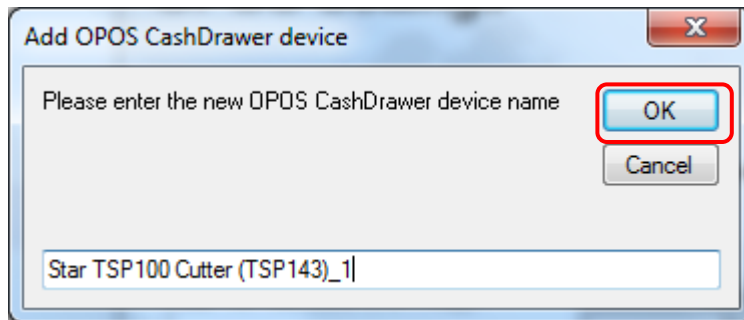 Add OPOS CashDrawer device
Please enter the new OPOS CashDrawer device name
OK
Cancel
Star TSP100 Cutter (TSP143)_1